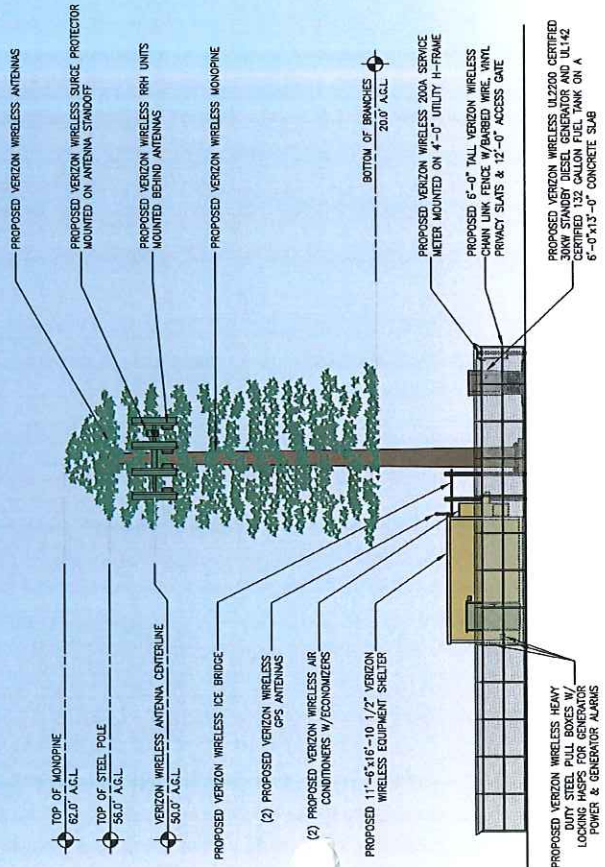 PROPOSED VERIZON WIRELESS ANTENNAS
PROPOSED VERIZON WIRELESS SURGE PROTECTOR
MOUNTED ON ANTENNA STANDOFF
PROPOSED VERIZON WIRELESS RRH UNITS
MOUNTED BEHIND ANTENNAS
PROPOSED VERIZON WIRELESS MONOPINE
BOTTOM OF BRANCHES
20.0' A.G.L.
PROPOSED VERIZON WIRELESS 200A SERVICE
METER MOUNTED ON 4'-0" UTILITY H-FRAME
PROPOSED 6'-0" TALL VERIZON WIRELESS
CHAIN LINK FENCE W/BARBED WIRE, VINYL
PRIVACY SLATS & 12'-0" ACCESS GATE
PROPOSED VERIZON WIRELESS UL2200 CERTIFIED
30KW STANDBY DIESEL GENERATOR AND UL142
CERTIFIED 132 GALLON FUEL TANK ON A
6'-0"x13'-0" CONCRETE SLAB
TOP OF MONOPINE
62.0' A.G.L.
TOP OF STEEL POLE
56.0' A.G.L.
VERIZON WIRELESS ANTENNA CENTERLINE
50.0' A.G.L.
PROPOSED VERIZON WIRELESS ICE BRIDGE
(2) PROPOSED VERIZON WIRELESS
GPS ANTENNAS
(2) PROPOSED VERIZON WIRELESS AIR
CONDITIONERS W/ECONOMIZERS
PROPOSED 11'-6"x16'-10 1/2" VERIZON
WIRELESS EQUIPMENT SHELTER
PROPOSED VERIZON WIRELESS HEAVY
DUTY STEEL PULL BOXES W/
LOCKING HASPS FOR GENERATOR
POWER & GENERATOR ALARMS